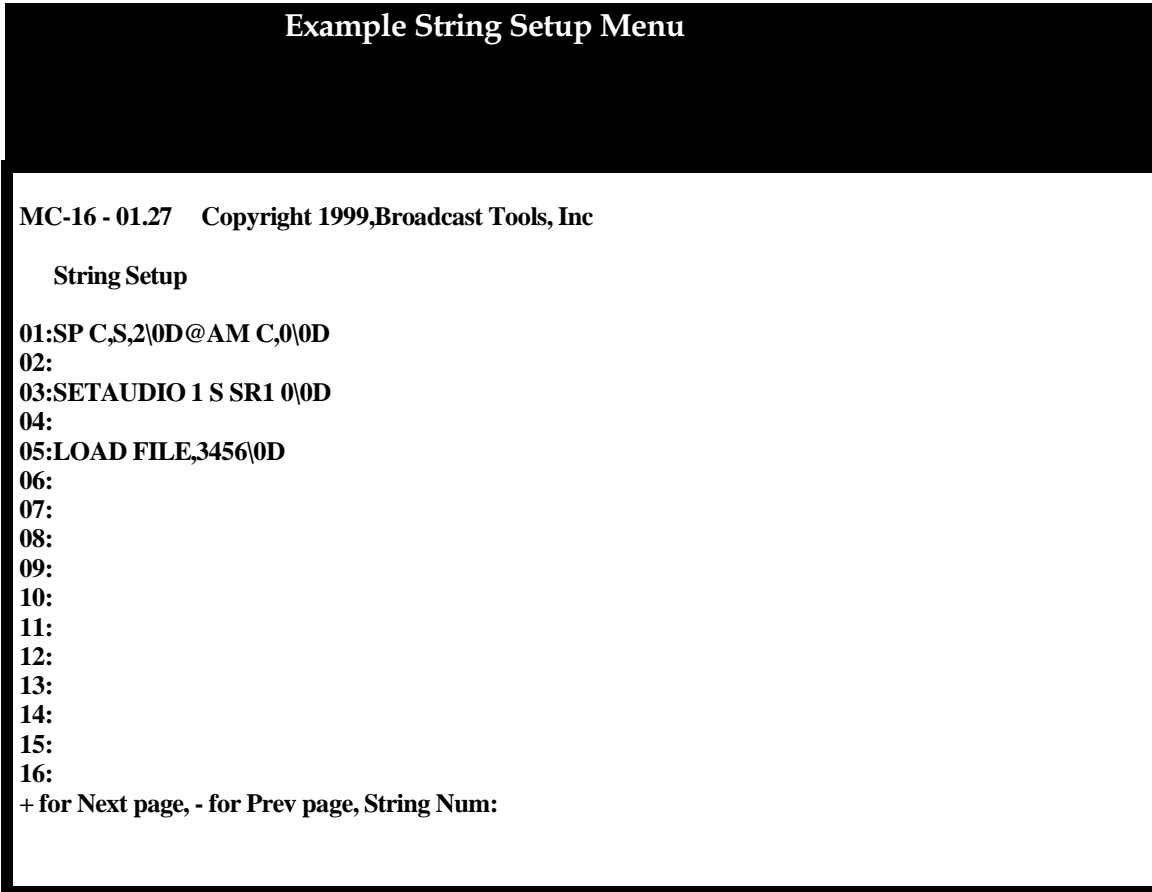 Example String Setup Menu
MC-16 - 01.27 Copyright 1999,Broadcast Tools, Inc
String Setup
01:SP C,S,2\0D@AM C,0\0D
02:
03:SETAUDIO 1 S SR1 0\0D
04:
05:LOAD FILE,3456\0D
06:
07:
08:
09:
10:
11:
12:
13:
14:
15:
16:
+ for Next page, - for Prev page, String Num: